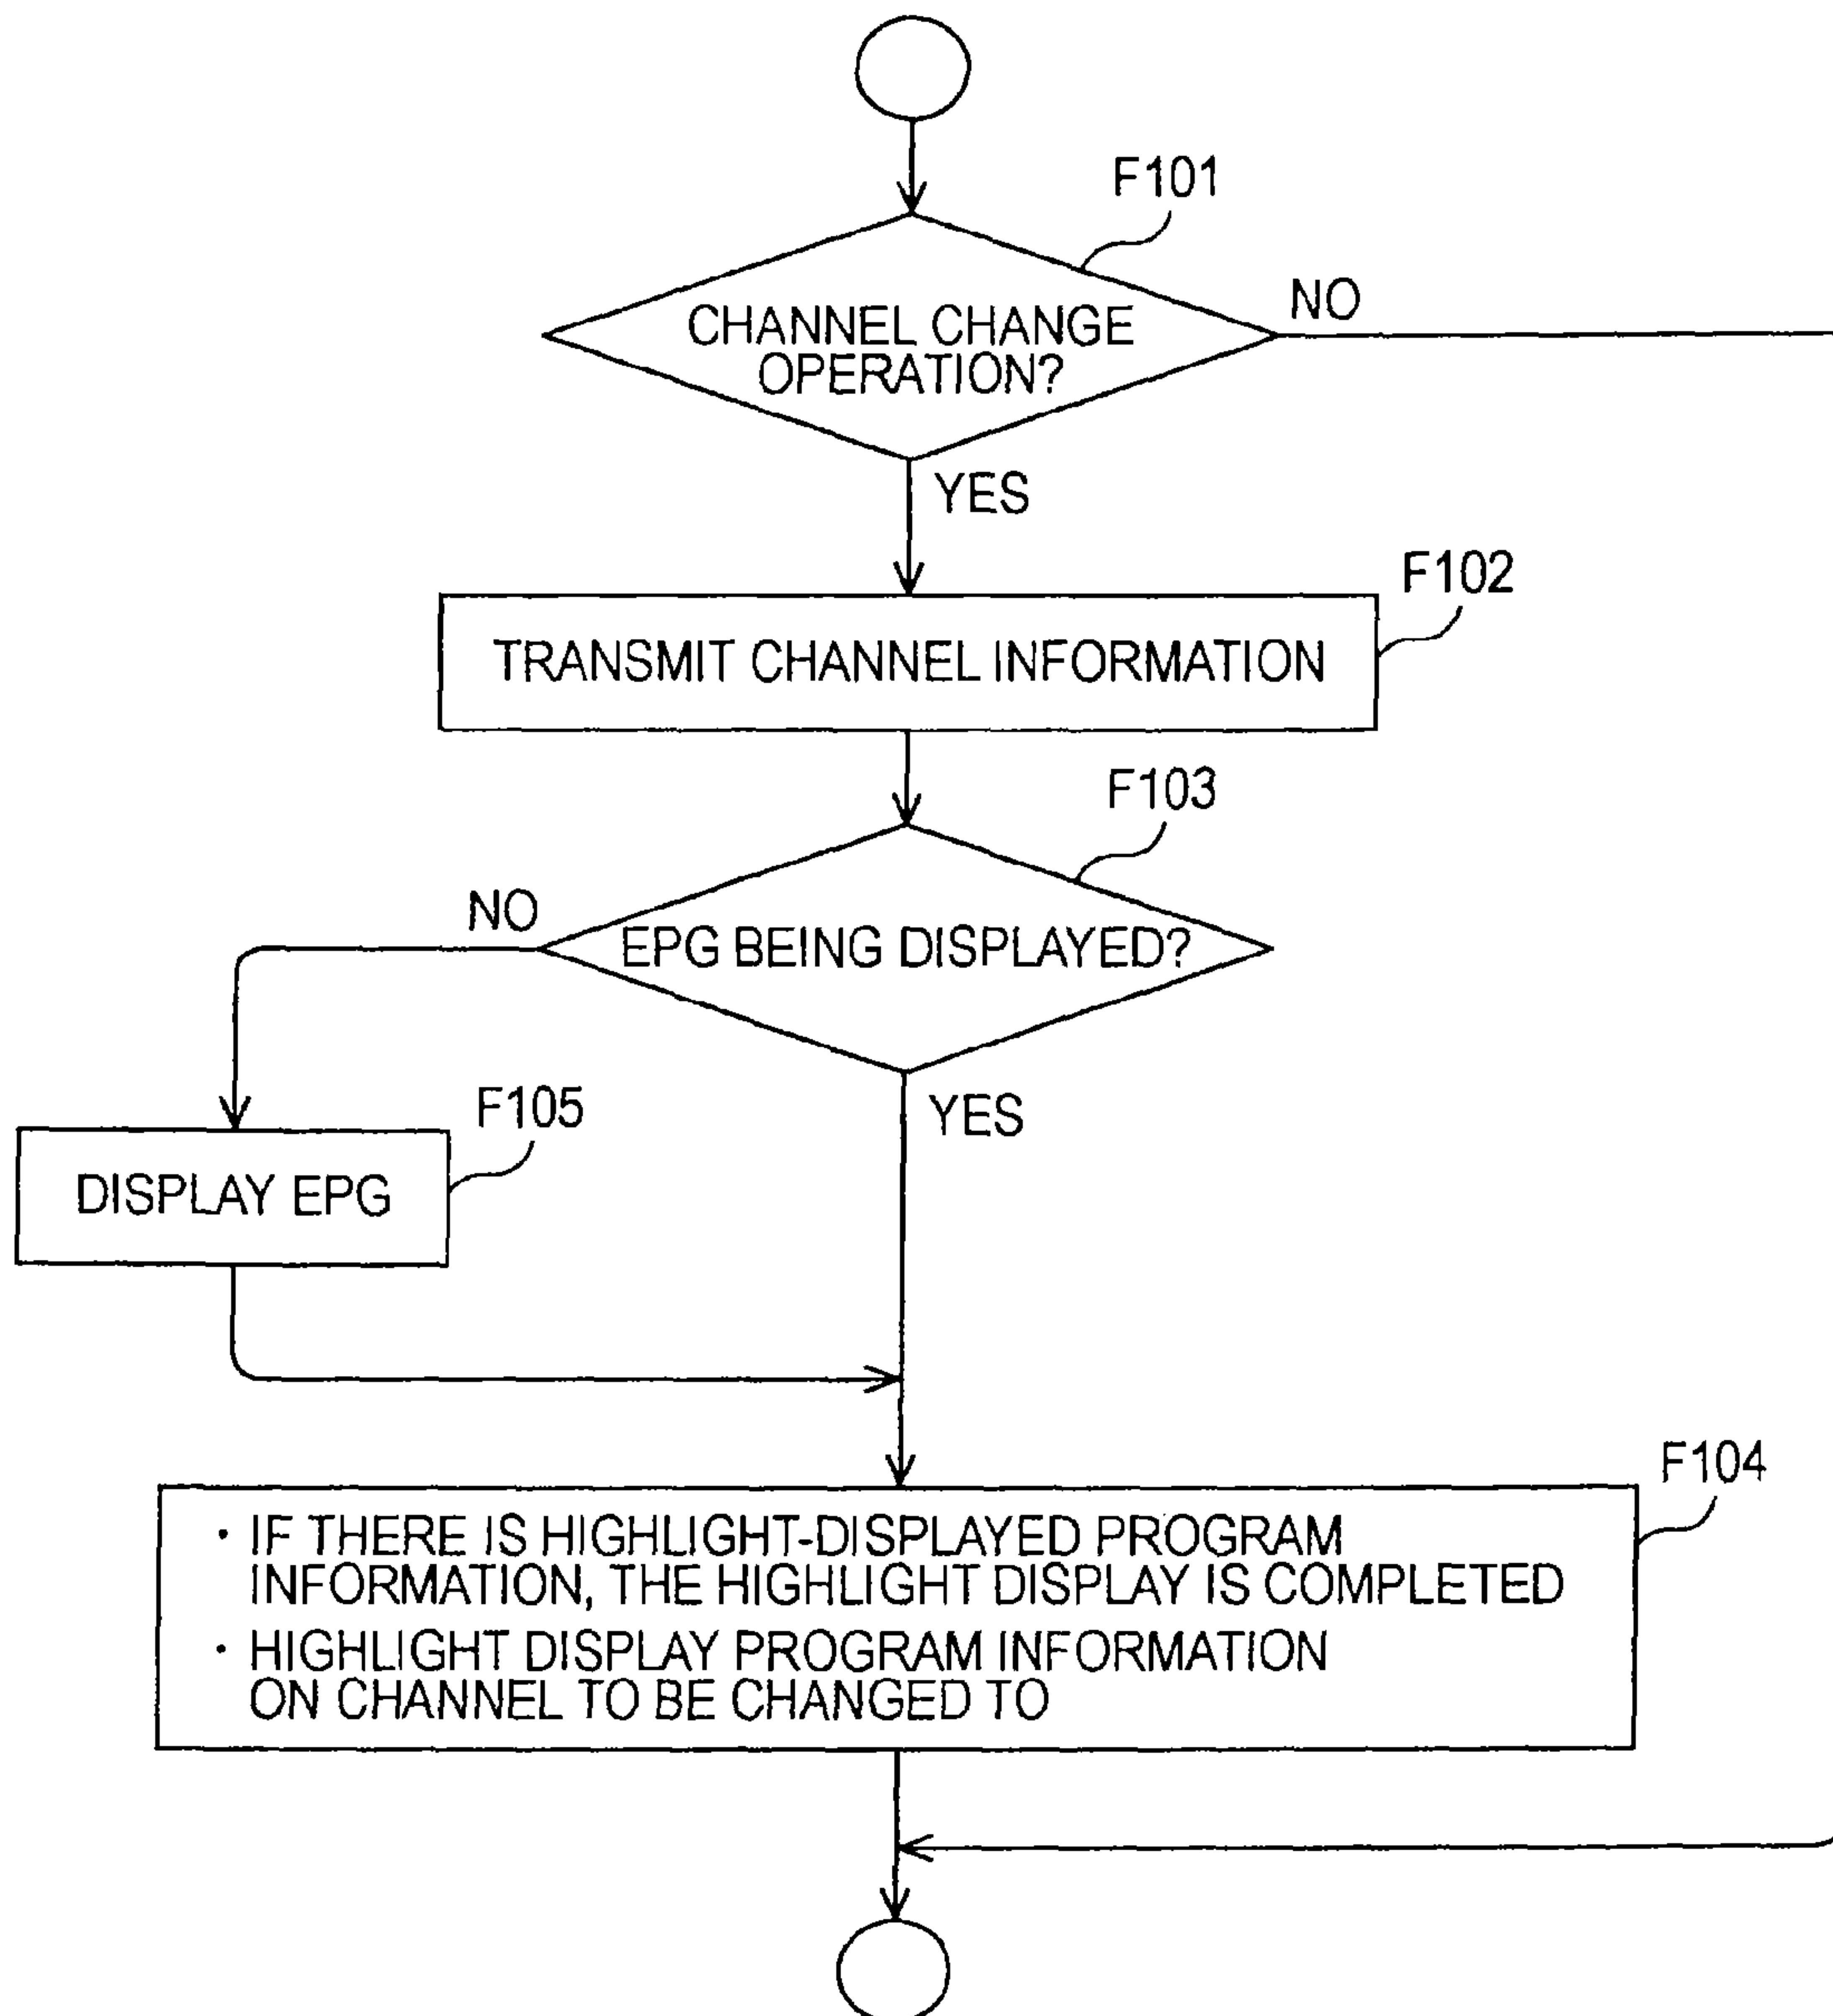 F101
CHANNEL CHANGE
OPERATION?
NO
YES
F102
TRANSMIT CHANNEL INFORMATION
F103
NO
EPG BEING DISPLAYED?
YES
F105
DISPLAY EPG
F104
· IF THERE IS HIGHLIGHT-DISPLAYED PROGRAM
INFORMATION, THE HIGHLIGHT DISPLAY IS COMPLETED
· HIGHLIGHT DISPLAY PROGRAM INFORMATION
ON CHANNEL TO BE CHANGED TO